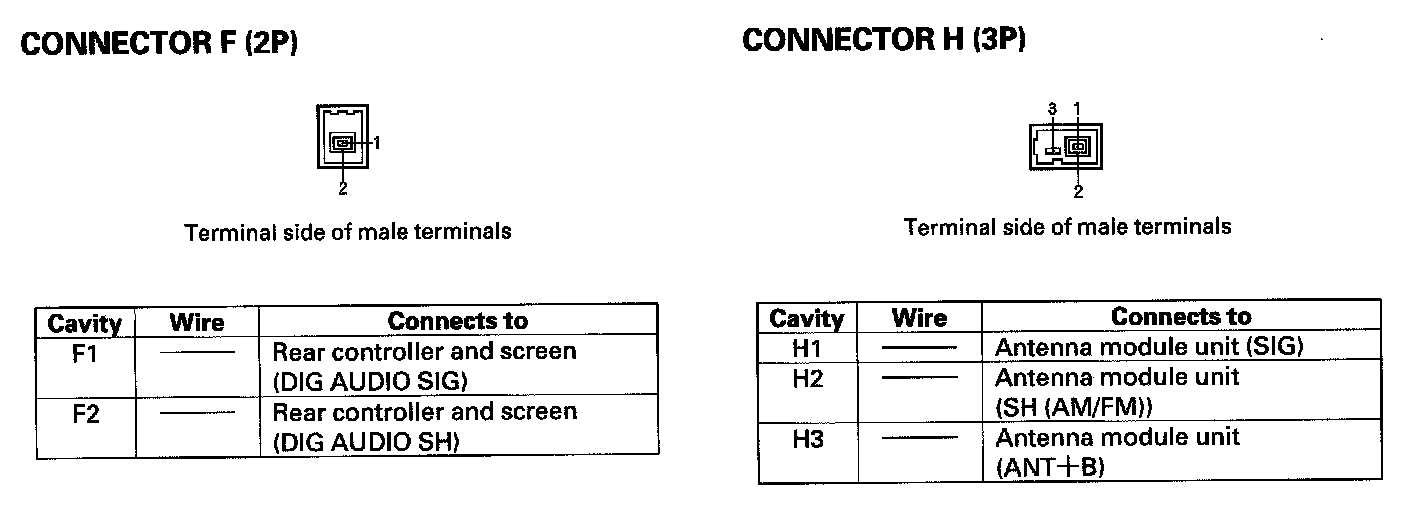 CONNECTOR F (2P)
1
2
Terminal side of male terminals
Cavity Wire Connects to
F1 Rear controller and screen
(DIG AUDIO SIG)
F2 Rear controller and screen
(DIG AUDIO SH)
CONNECTOR H (3P)
3 1
2
Terminal side of male terminals
Cavity Wire Connects to
H1 Antenna module unit (SIG)
H2 Antenna module unit
(SH (AM/FM))
H3 Antenna module unit
(ANT+B)